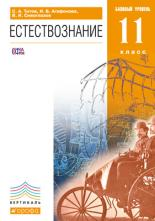 С. А. Титов, И. Б. Агафонова,
В. И. Сивоглазов
БАЗОВЫЙ УРОВЕНЬ
ЕСТЕСТВОЗНАНИЕ
11
КЛАСС
ВЕРТИКАЛЬ
дрофа